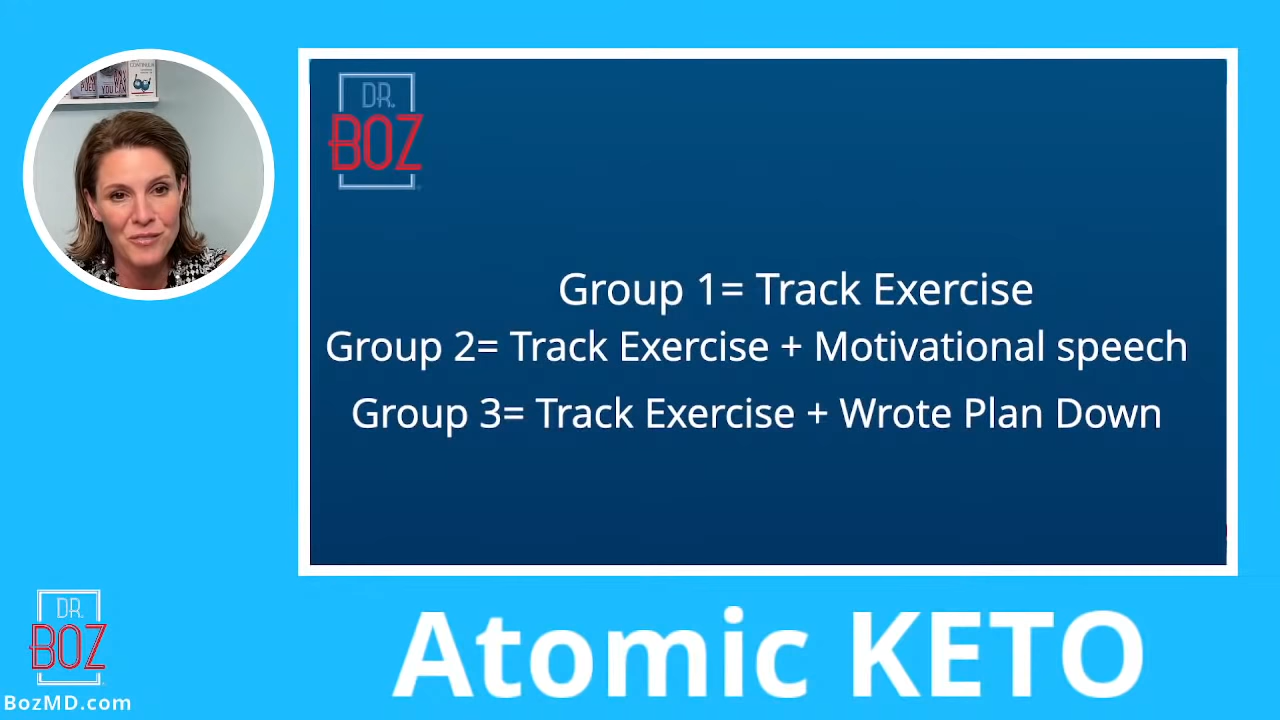 DR.
BOZ
Group 1= Track Exercise
Group 2= Track Exercise + Motivational speech
Group 3= Track Exercise + Wrote Plan Down
DR.
BOZ
BozMD.com
Atomic KETO